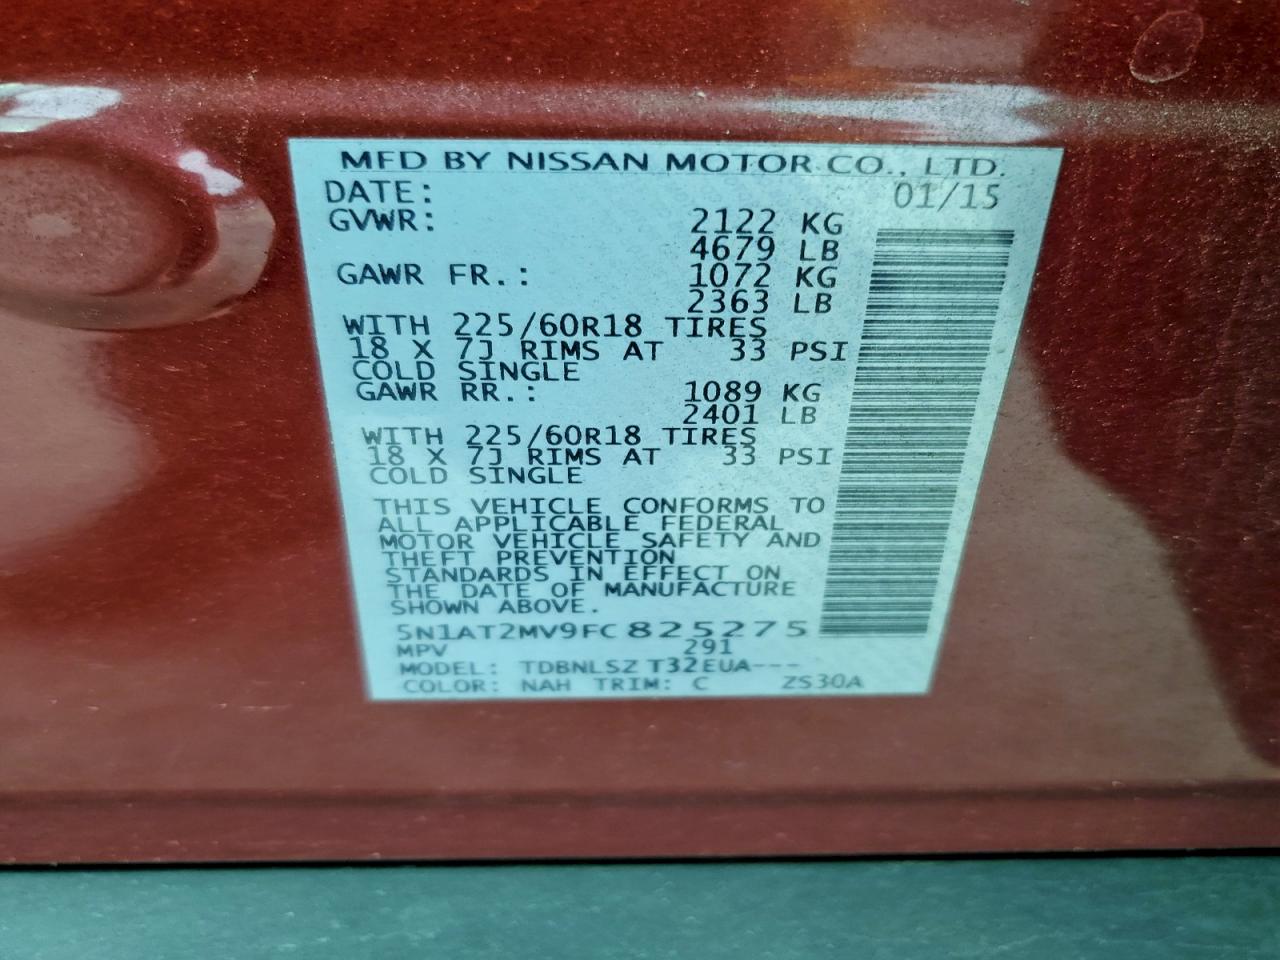 MFD BY NISSAN MOTOR CO., LTD.
DATE: 01/15
GVWR: 2122 KG
4679 LB
GAWR FR.: 1072 KG
2363 LB
WITH 225/60R18 TIRES
18 X 7J RIMS AT 33 PSI
COLD SINGLE
GAWR RR.: 1089 KG
2401 LB
WITH 225/60R18 TIRES
18 X 7J RIMS AT 33 PSI
COLD SINGLE
THIS VEHICLE CONFORMS TO
ALL APPLICABLE FEDERAL
MOTOR VEHICLE SAFETY AND
THEFT PREVENTION
STANDARDS IN EFFECT ON
THE DATE OF MANUFACTURE
SHOWN ABOVE.
5N1AT2MV9FC825275
MPV 291
MODEL: TDBNLSZ T32EUA---
COLOR: NAH TRIM: C ZS30A